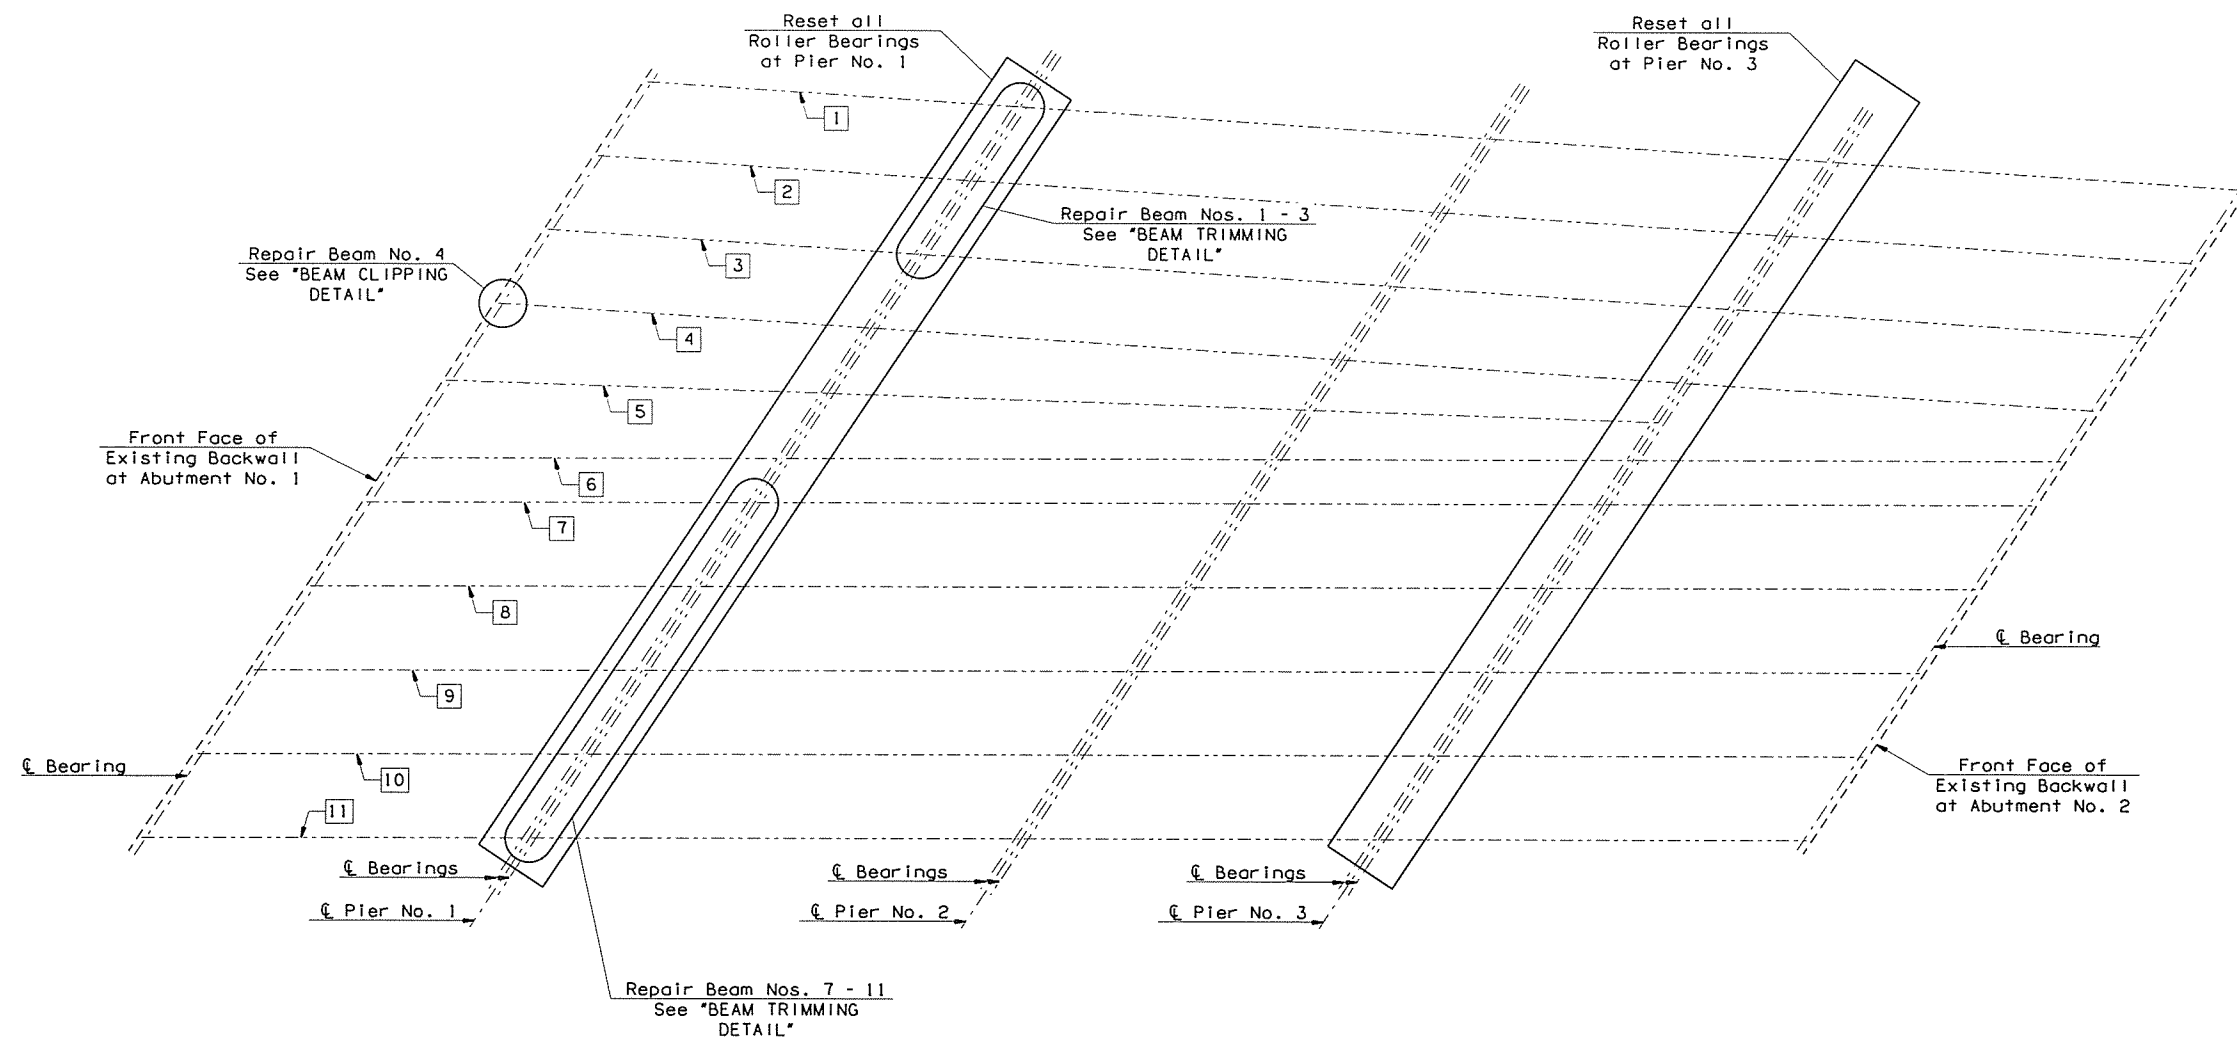 Reset all
Roller Bearings
at Pier No. 1
Reset all
Roller Bearings
at Pier No. 3
1
2
Repair Beam Nos. 1 - 3
See "BEAM TRIMMING
DETAIL"
3
Repair Beam No. 4
See "BEAM CLIPPING
DETAIL"
4
5
Front Face of
Existing Backwall
at Abutment No. 1
6
7
8
℄ Bearing
9
℄ Bearing
10
Front Face of
Existing Backwall
at Abutment No. 2
11
℄ Bearings
℄ Bearings
℄ Bearings
℄ Pier No. 1
℄ Pier No. 2
℄ Pier No. 3
Repair Beam Nos. 7 - 11
See "BEAM TRIMMING
DETAIL"